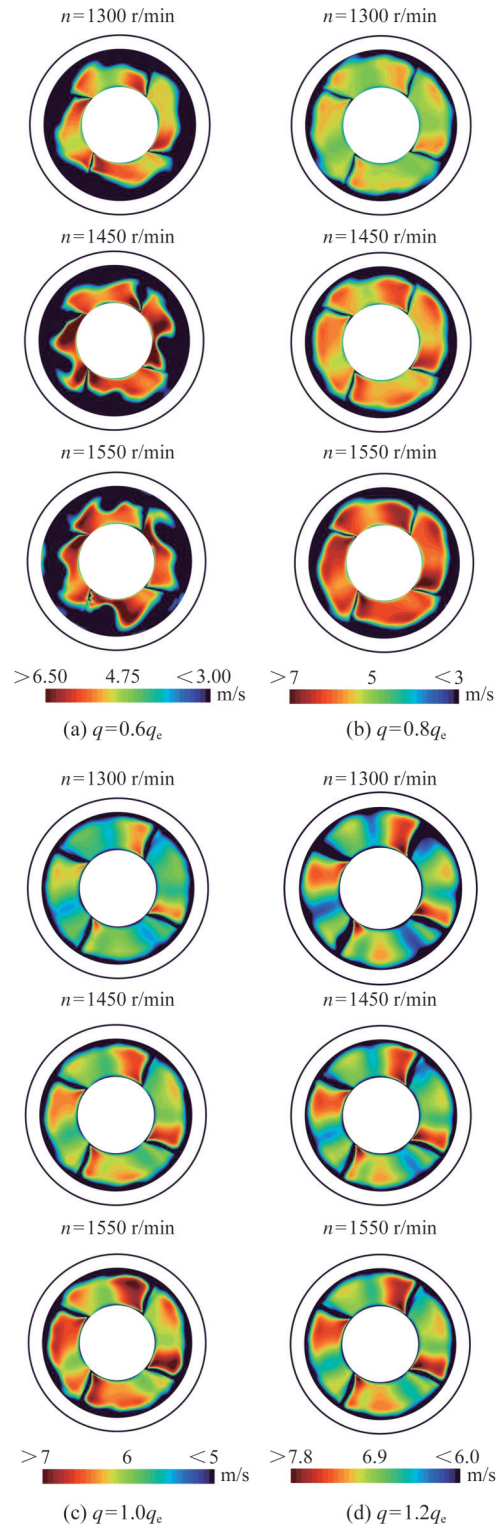 n=1300 r/min
n=1300 r/min
n=1450 r/min
n=1450 r/min
n=1550 r/min
n=1550 r/min
>6.50 4.75 <3.00 m/s
>7 5 <3 m/s
(a) q=0.6qe
(b) q=0.8qe
n=1300 r/min
n=1300 r/min
n=1450 r/min
n=1450 r/min
n=1550 r/min
n=1550 r/min
>7 6 <5 m/s
>7.8 6.9 <6.0 m/s
(c) q=1.0qe
(d) q=1.2qe